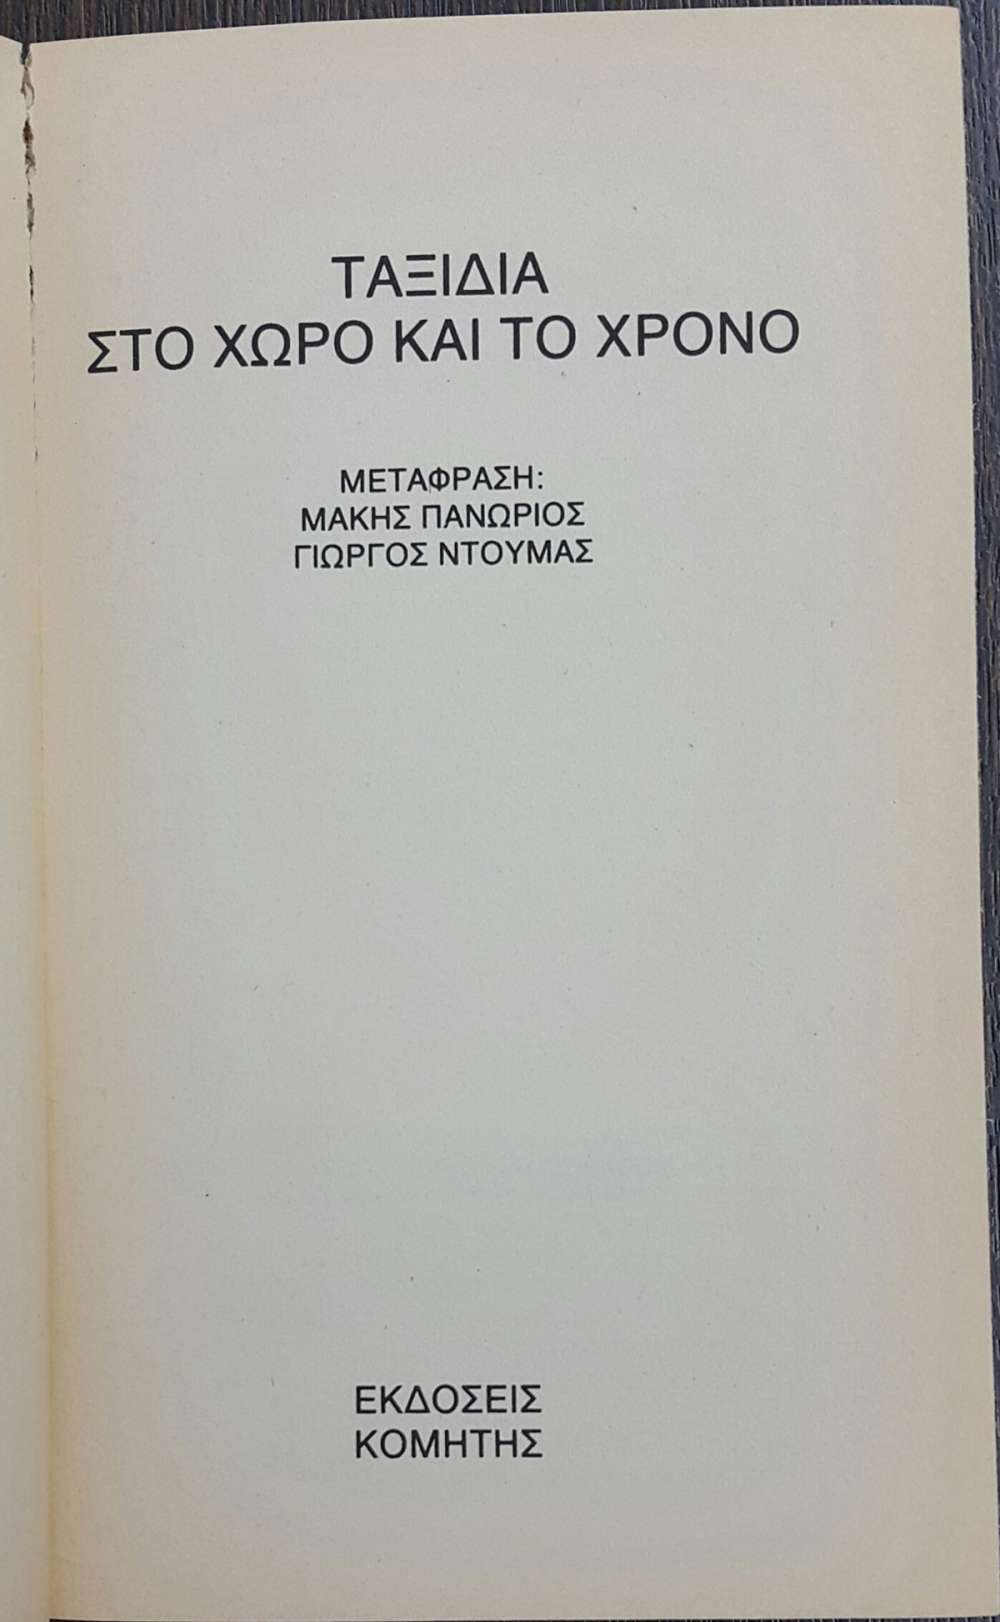 ΤΑΞΙΔΙΑ
ΣΤΟ ΧΩΡΟ ΚΑΙ ΤΟ ΧΡΟΝΟ
ΜΕΤΑΦΡΑΣΗ:
ΜΑΚΗΣ ΠΑΝΩΡΙΟΣ
ΓΙΩΡΓΟΣ ΝΤΟΥΜΑΣ
ΕΚΔΟΣΕΙΣ
ΚΟΜΗΤΗΣ